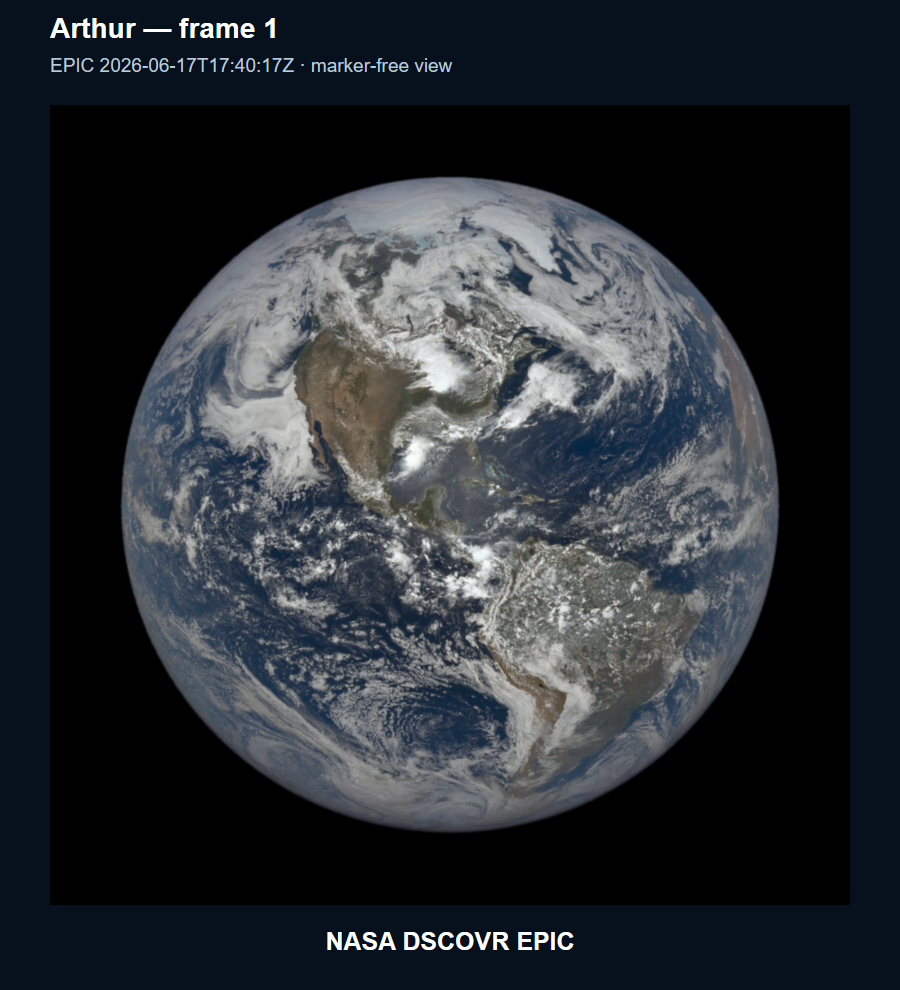 Arthur — frame 1
EPIC 2026-06-17T17:40:17Z · marker-free view
NASA DSCOVR EPIC